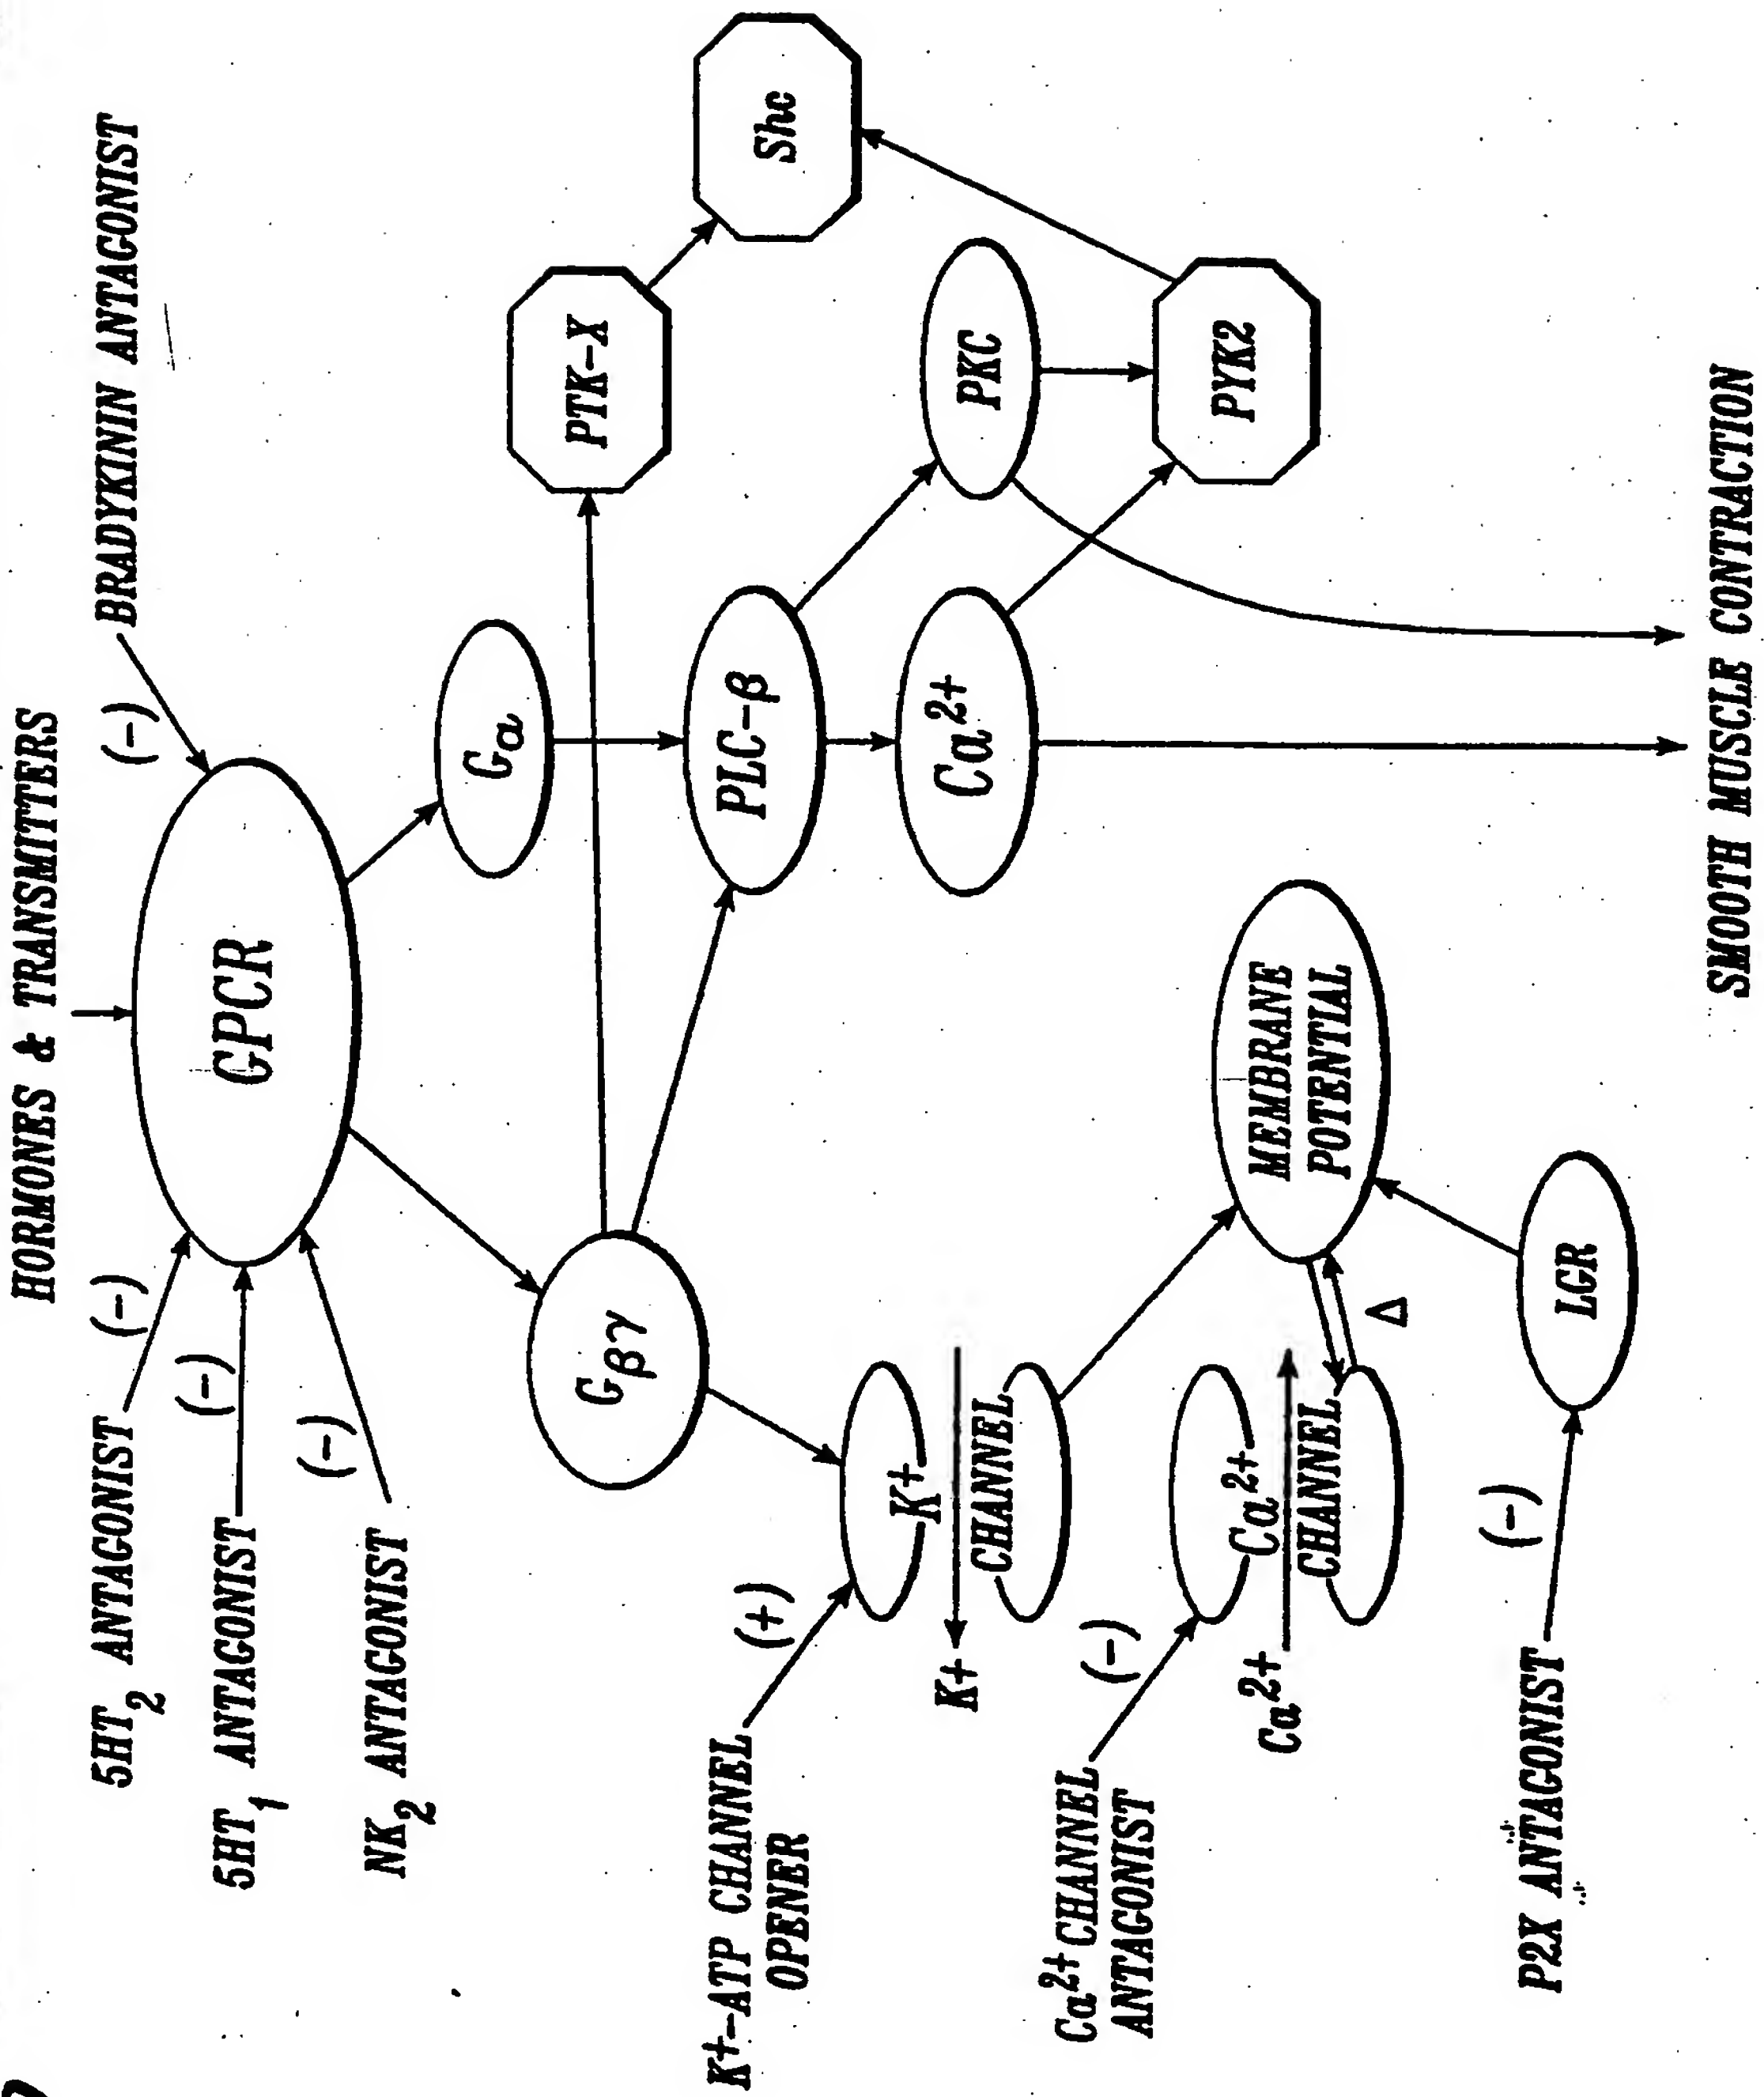 HORMONES & TRANSMITTERS
5HT2 ANTAGONIST
(-)
(-)
BRADYKININ ANTAGONIST
5HT1 ANTAGONIST
(-)
GPCR
NK2 ANTAGONIST
(-)
Gα
Gβγ
PTK-X
K+-ATP CHANNEL
OPENER
(+)
PLC-β
Shc
K+
K+
CHANNEL
Ca2+
PKC
Ca2+ CHANNEL
ANTAGONIST
(-)
Ca2+
Ca2+
CHANNEL
MEMBRANE
POTENTIAL
PYK2
Δ
P2X ANTAGONIST
(-)
LGR
SMOOTH MUSCLE CONTRACTION